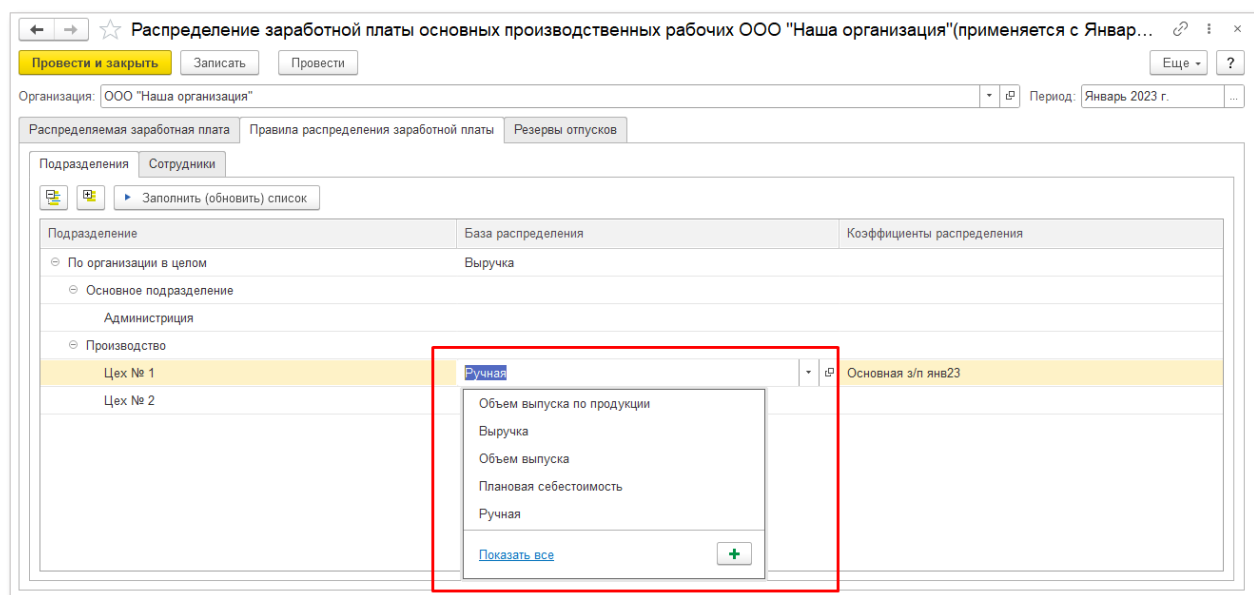 Распределение заработной платы основных производственных рабочих ООО "Наша организация"(применяется с Январ...
Провести и закрыть Записать Провести Еще ?
Организация: ООО "Наша организация" Период: Январь 2023 г. ...
Распределяемая заработная плата Правила распределения заработной платы Резервы отпусков
Подразделения Сотрудники
Заполнить (обновить) список
Подразделение База распределения Коэффициенты распределения
По организации в целом Выручка
Основное подразделение
Администриция
Производство
Цех № 1 Ручная Основная з/п янв23
Цех № 2
Объем выпуска по продукции
Выручка
Объем выпуска
Плановая себестоимость
Ручная
Показать все